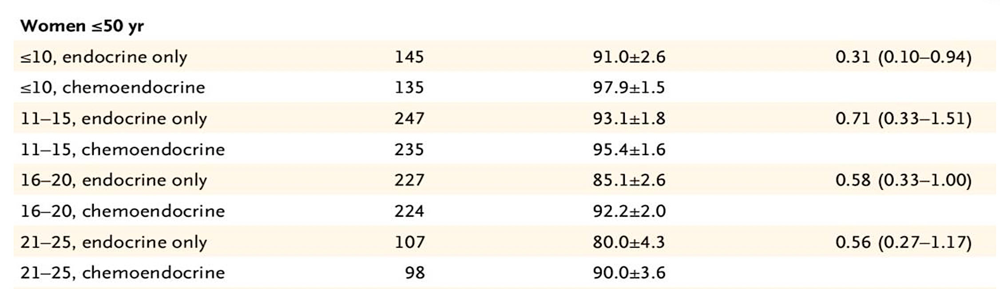 Women ≤50 yr
≤10, endocrine only 145 91.0±2.6 0.31 (0.10–0.94)
≤10, chemoendocrine 135 97.9±1.5
11–15, endocrine only 247 93.1±1.8 0.71 (0.33–1.51)
11–15, chemoendocrine 235 95.4±1.6
16–20, endocrine only 227 85.1±2.6 0.58 (0.33–1.00)
16–20, chemoendocrine 224 92.2±2.0
21–25, endocrine only 107 80.0±4.3 0.56 (0.27–1.17)
21–25, chemoendocrine 98 90.0±3.6